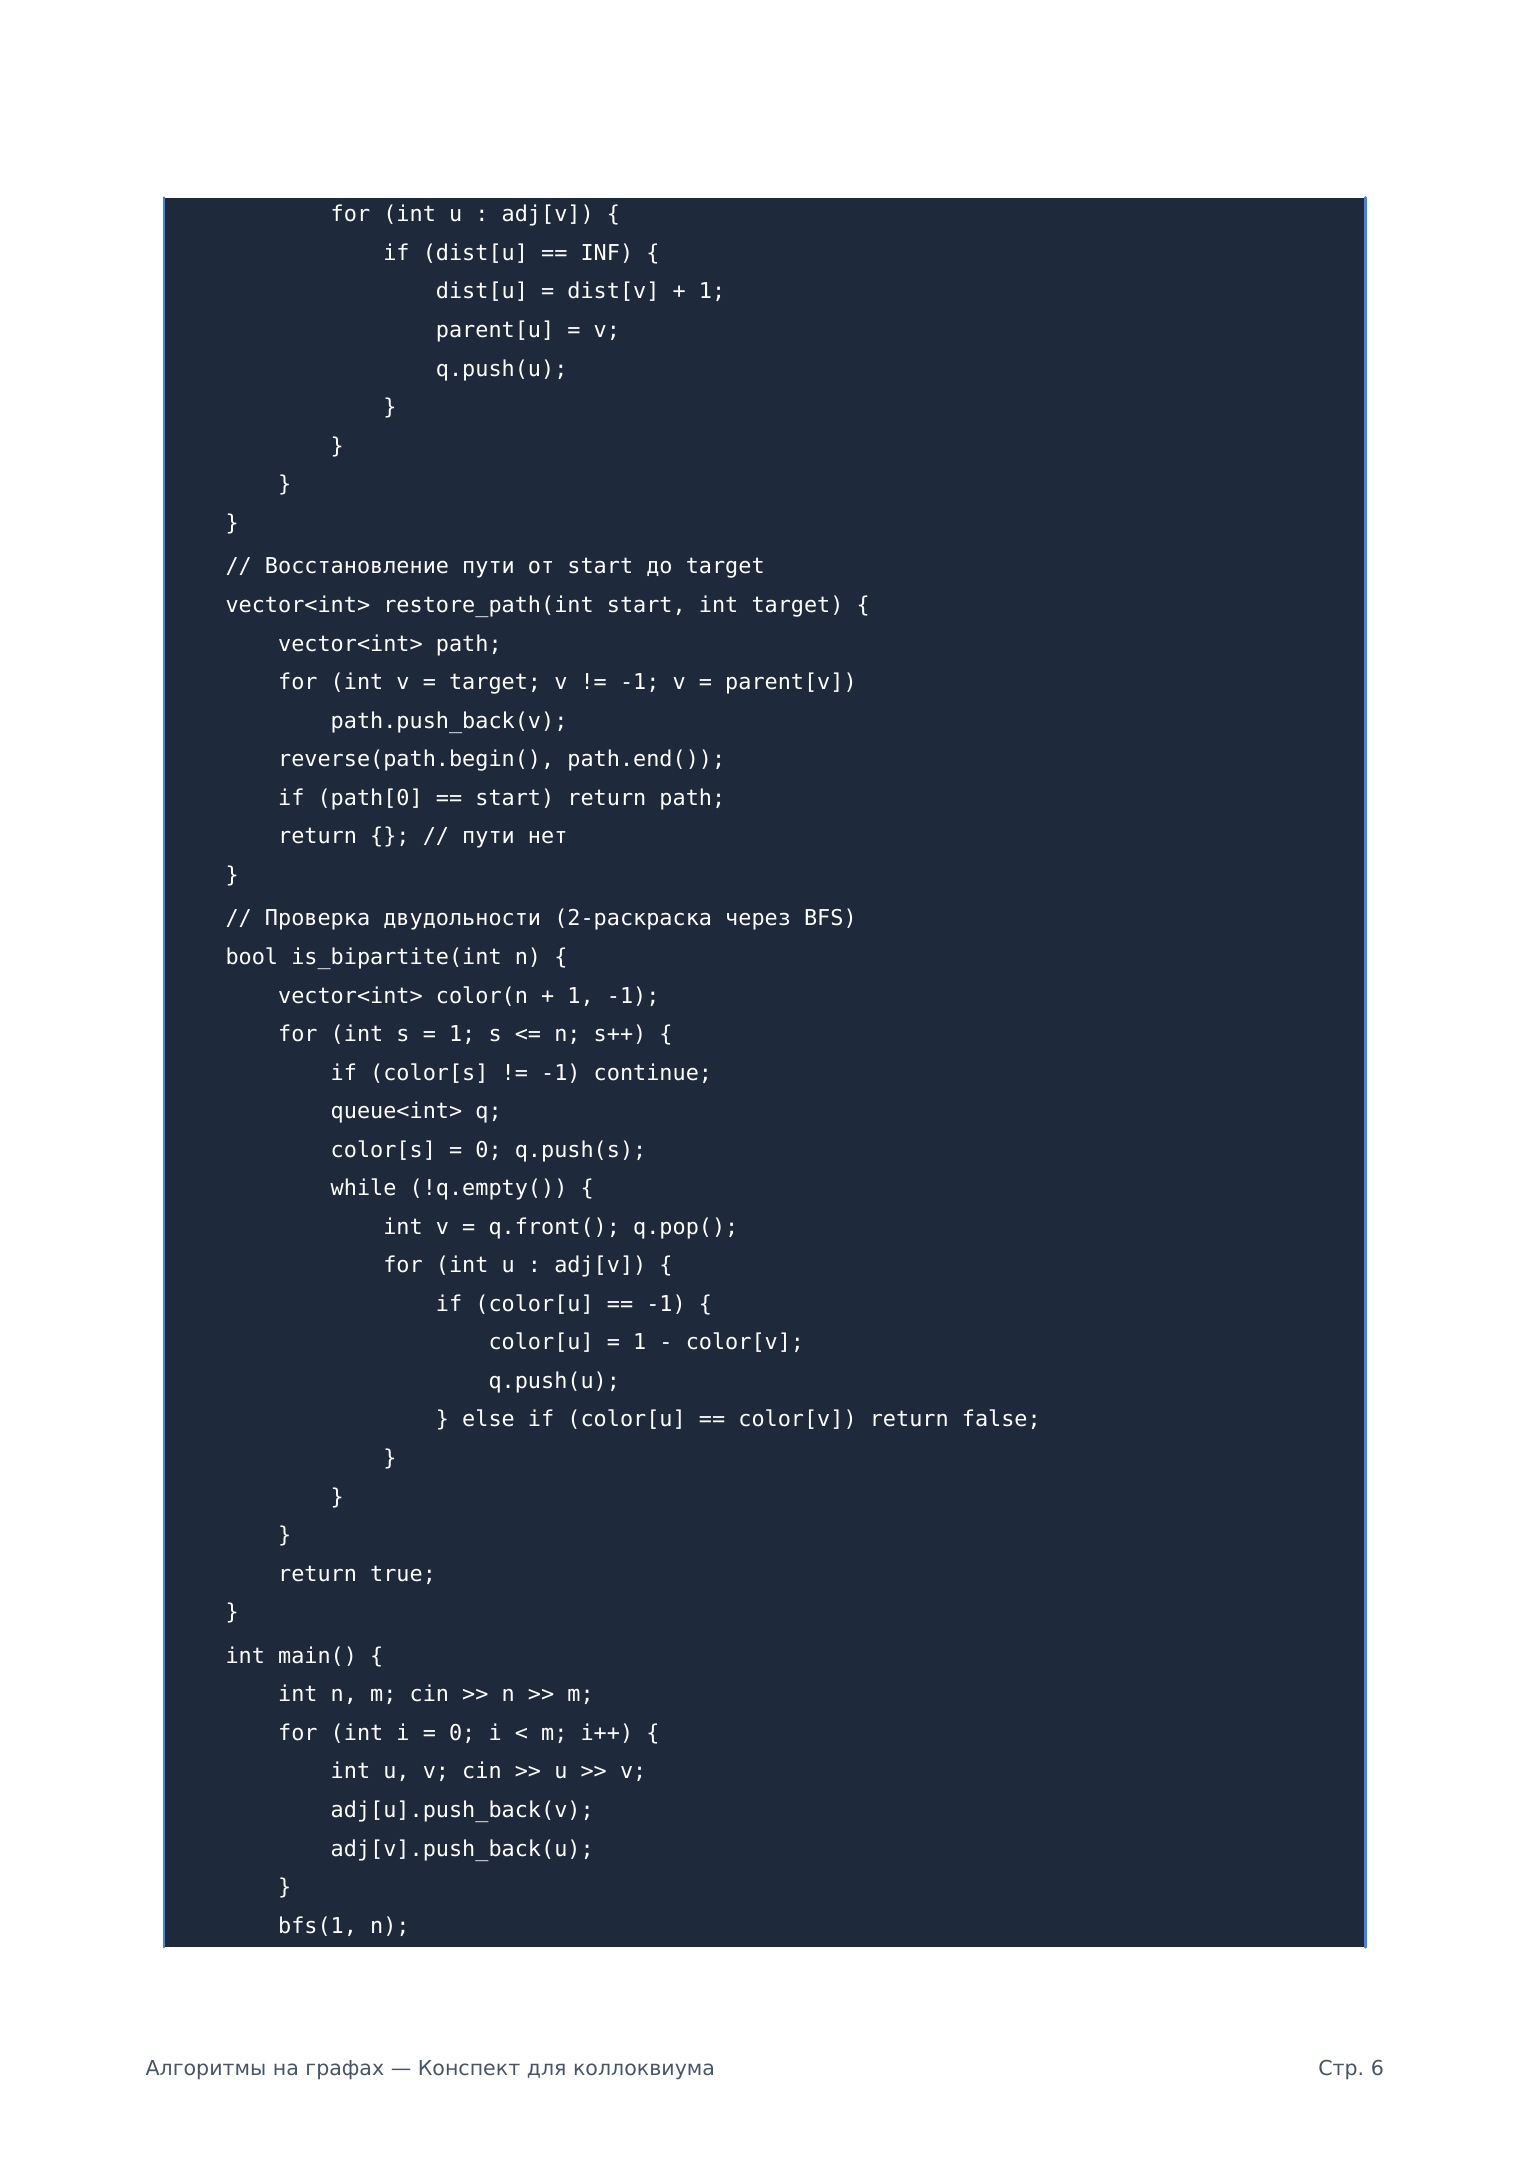 for (int u : adj[v]) {
            if (dist[u] == INF) {
                dist[u] = dist[v] + 1;
                parent[u] = v;
                q.push(u);
            }
        }
    }
}
// Восстановление пути от start до target
vector<int> restore_path(int start, int target) {
    vector<int> path;
    for (int v = target; v != -1; v = parent[v])
        path.push_back(v);
    reverse(path.begin(), path.end());
    if (path[0] == start) return path;
    return {}; // пути нет
}
// Проверка двудольности (2-раскраска через BFS)
bool is_bipartite(int n) {
    vector<int> color(n + 1, -1);
    for (int s = 1; s <= n; s++) {
        if (color[s] != -1) continue;
        queue<int> q;
        color[s] = 0; q.push(s);
        while (!q.empty()) {
            int v = q.front(); q.pop();
            for (int u : adj[v]) {
                if (color[u] == -1) {
                    color[u] = 1 - color[v];
                    q.push(u);
                } else if (color[u] == color[v]) return false;
            }
        }
    }
    return true;
}
int main() {
    int n, m; cin >> n >> m;
    for (int i = 0; i < m; i++) {
        int u, v; cin >> u >> v;
        adj[u].push_back(v);
        adj[v].push_back(u);
    }
    bfs(1, n);
Алгоритмы на графах — Конспект для коллоквиума Стр. 6